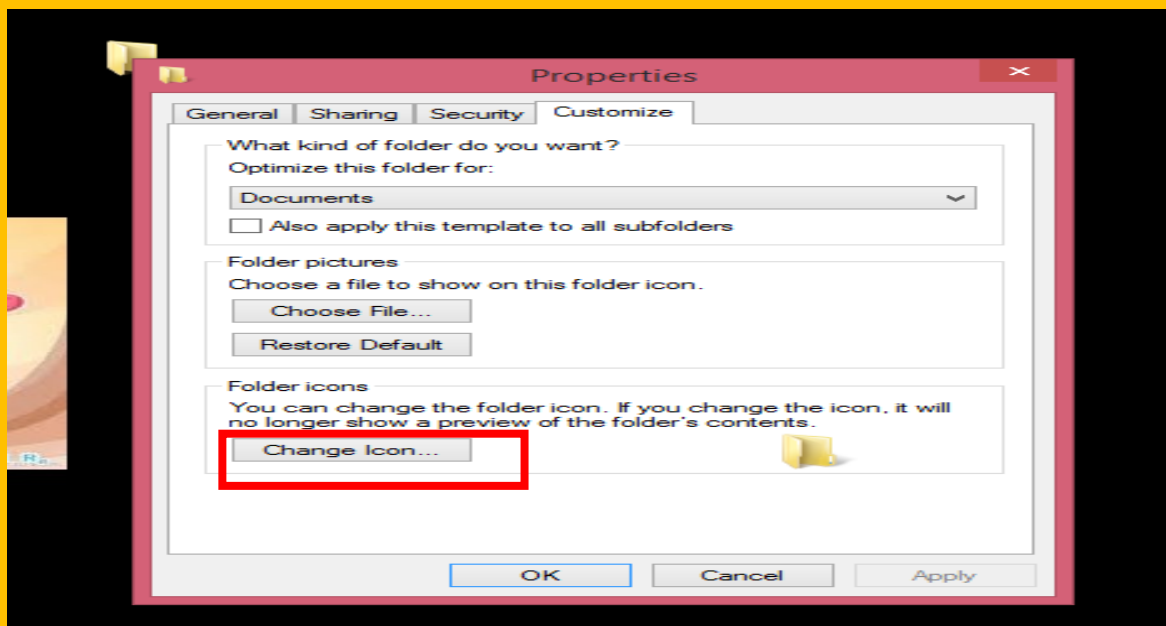 Properties
General Sharing Security Customize
What kind of folder do you want?
Optimize this folder for:
Documents
Also apply this template to all subfolders
Folder pictures
Choose a file to show on this folder icon.
Choose File...
Restore Default
Folder icons
You can change the folder icon. If you change the icon, it will
no longer show a preview of the folder's contents.
Change Icon...
OK Cancel Apply